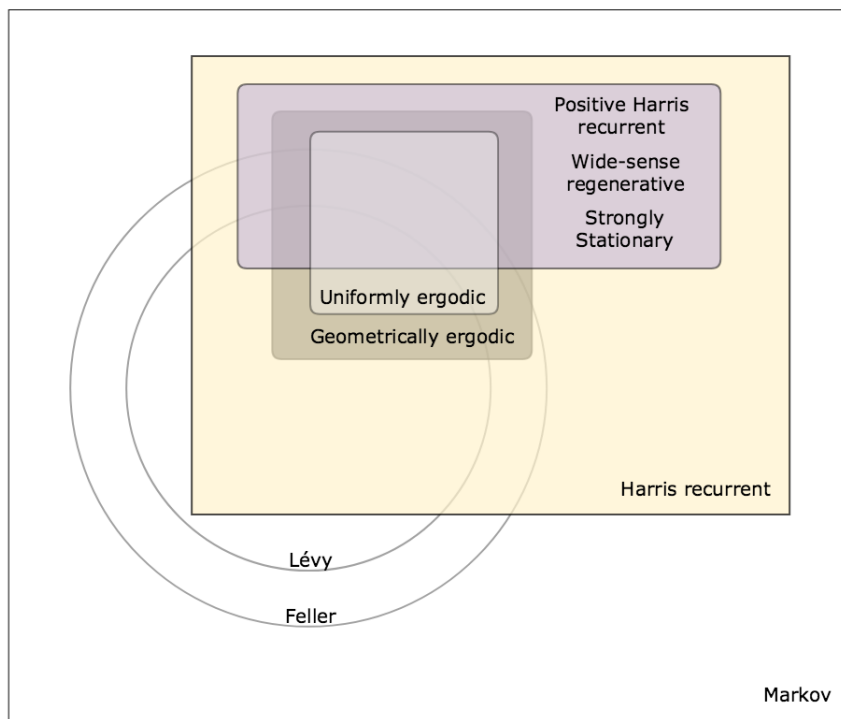 Positive Harris
recurrent
Wide-sense
regenerative
Strongly
Stationary
Uniformly ergodic
Geometrically ergodic
Harris recurrent
Lévy
Feller
Markov